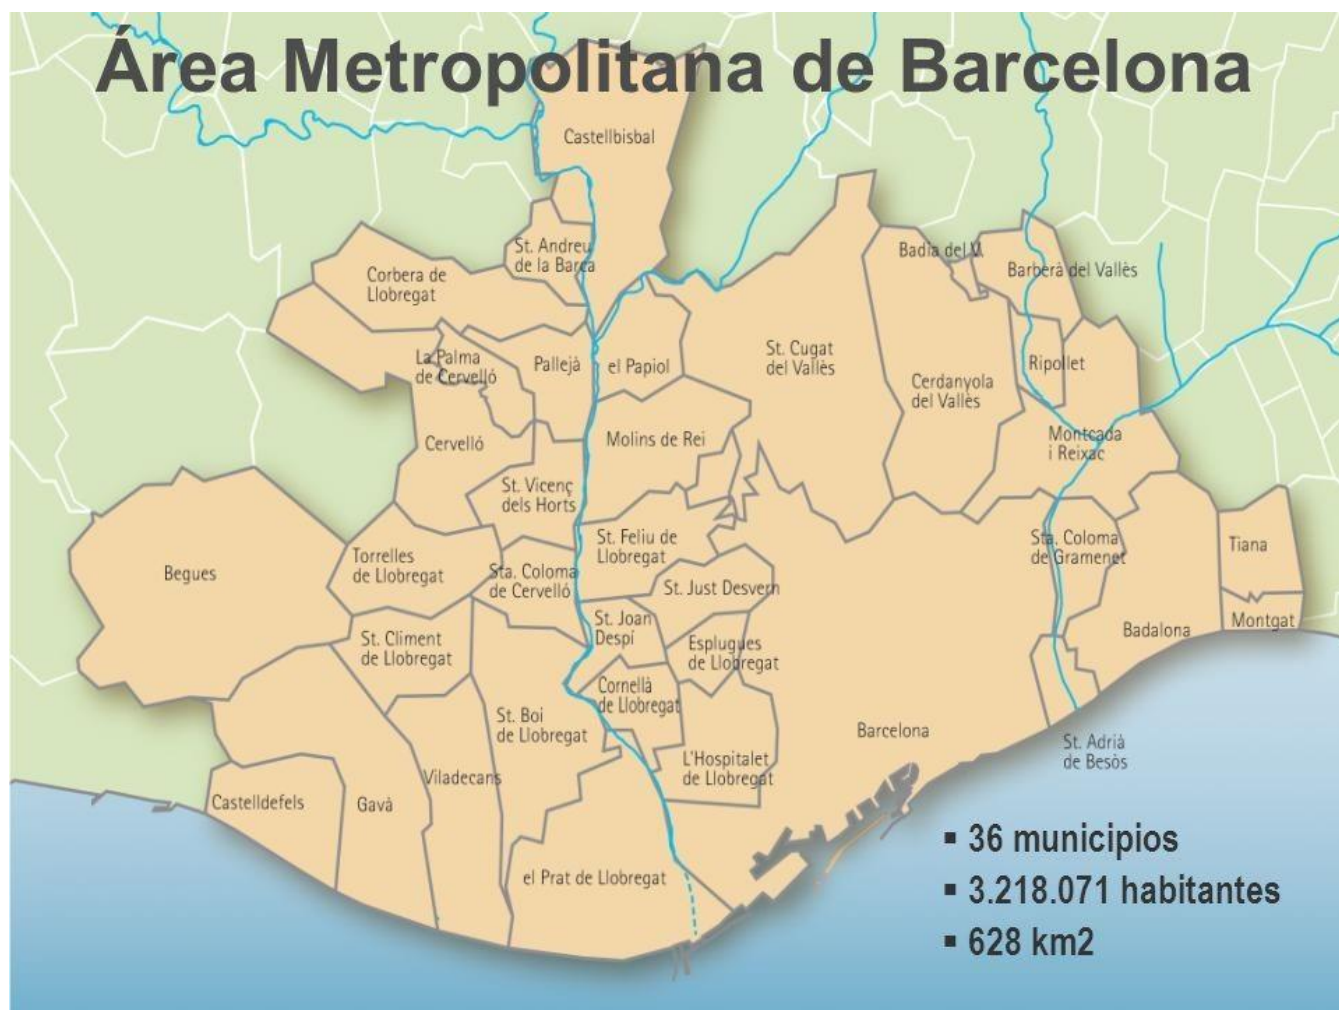 Área Metropolitana de Barcelona
Castellbisbal
St. Andreu
de la Barca
Badia del V.
Barberà del Vallès
Corbera de
Llobregat
La Palma
de Cervelló
Pallejà
el Papiol
St. Cugat
del Vallès
Ripollet
Cerdanyola
del Vallès
Cervelló
Molins de Rei
Montcada
i Reixac
St. Vicenç
dels Horts
St. Feliu de
Llobregat
Sta. Coloma
de Gramenet
Tiana
Begues
Torrelles
de Llobregat
Sta. Coloma
de Cervelló
St. Just Desvern
St. Joan
Despí
Montgat
Badalona
St. Climent
de Llobregat
Esplugues
de Llobregat
Cornellà
de Llobregat
St. Boi
de Llobregat
Barcelona
St. Adrià
de Besòs
L'Hospitalet
de Llobregat
Viladecans
Castelldefels
Gavà
el Prat de Llobregat
▪ 36 municipios
▪ 3.218.071 habitantes
▪ 628 km2